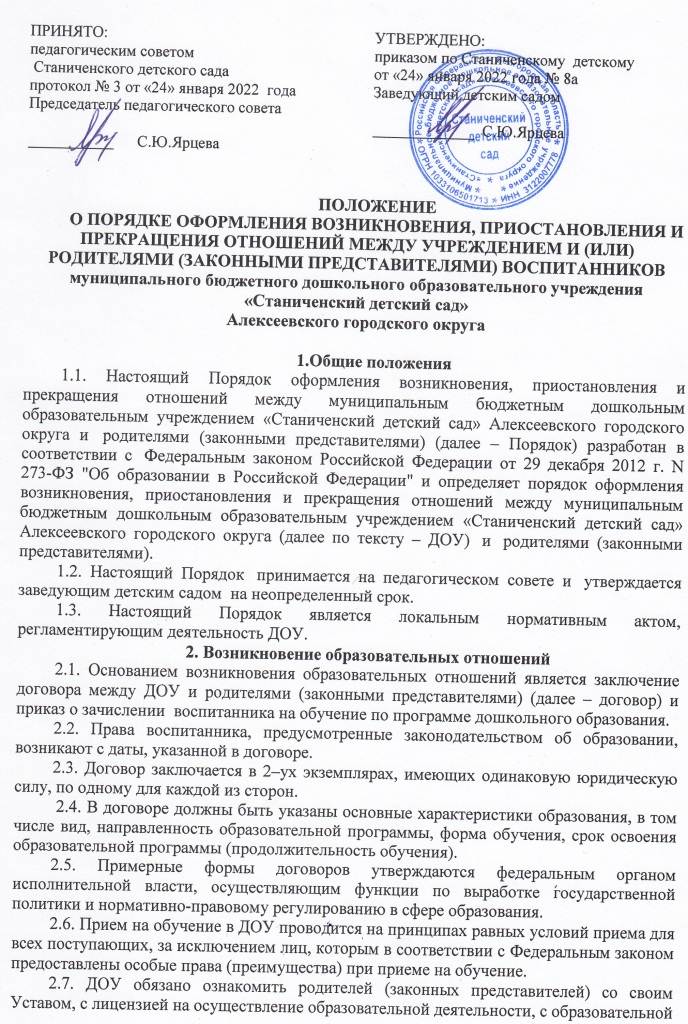 ПРИНЯТО:
педагогическим советом
Станиченского детского сада
протокол № 3 от «24» января 2022 года
Председатель педагогического совета
С.Ю.Ярцева
УТВЕРЖДЕНО:
приказом по Станиченскому детскому
от «24» января 2022 года № 8а
Заведующий детским садом
С.Ю.Ярцева
Станиченский
детский
сад
ОГРН 1033106501713 * ИНН 3122007778
ПОЛОЖЕНИЕ
О ПОРЯДКЕ ОФОРМЛЕНИЯ ВОЗНИКНОВЕНИЯ, ПРИОСТАНОВЛЕНИЯ И
ПРЕКРАЩЕНИЯ ОТНОШЕНИЙ МЕЖДУ УЧРЕЖДЕНИЕМ И (ИЛИ)
РОДИТЕЛЯМИ (ЗАКОННЫМИ ПРЕДСТАВИТЕЛЯМИ) ВОСПИТАННИКОВ
муниципального бюджетного дошкольного образовательного учреждения
«Станиченский детский сад»
Алексеевского городского округа
1.Общие положения
1.1. Настоящий Порядок оформления возникновения, приостановления и
прекращения отношений между муниципальным бюджетным дошкольным
образовательным учреждением «Станиченский детский сад» Алексеевского городского
округа и родителями (законными представителями) (далее – Порядок) разработан в
соответствии с Федеральным законом Российской Федерации от 29 декабря 2012 г. N
273-ФЗ "Об образовании в Российской Федерации" и определяет порядок оформления
возникновения, приостановления и прекращения отношений между муниципальным
бюджетным дошкольным образовательным учреждением «Станиченский детский сад»
Алексеевского городского округа (далее по тексту – ДОУ) и родителями (законными
представителями).
1.2. Настоящий Порядок принимается на педагогическом совете и утверждается
заведующим детским садом на неопределенный срок.
1.3. Настоящий Порядок является локальным нормативным актом,
регламентирующим деятельность ДОУ.
2. Возникновение образовательных отношений
2.1. Основанием возникновения образовательных отношений является заключение
договора между ДОУ и родителями (законными представителями) (далее – договор) и
приказ о зачислении воспитанника на обучение по программе дошкольного образования.
2.2. Права воспитанника, предусмотренные законодательством об образовании,
возникают с даты, указанной в договоре.
2.3. Договор заключается в 2–ух экземплярах, имеющих одинаковую юридическую
силу, по одному для каждой из сторон.
2.4. В договоре должны быть указаны основные характеристики образования, в том
числе вид, направленность образовательной программы, форма обучения, срок освоения
образовательной программы (продолжительность обучения).
2.5. Примерные формы договоров утверждаются федеральным органом
исполнительной власти, осуществляющим функции по выработке государственной
политики и нормативно-правовому регулированию в сфере образования.
2.6. Прием на обучение в ДОУ проводится на принципах равных условий приема для
всех поступающих, за исключением лиц, которым в соответствии с Федеральным законом
предоставлены особые права (преимущества) при приеме на обучение.
2.7. ДОУ обязано ознакомить родителей (законных представителей) со своим
Уставом, с лицензией на осуществление образовательной деятельности, с образовательной